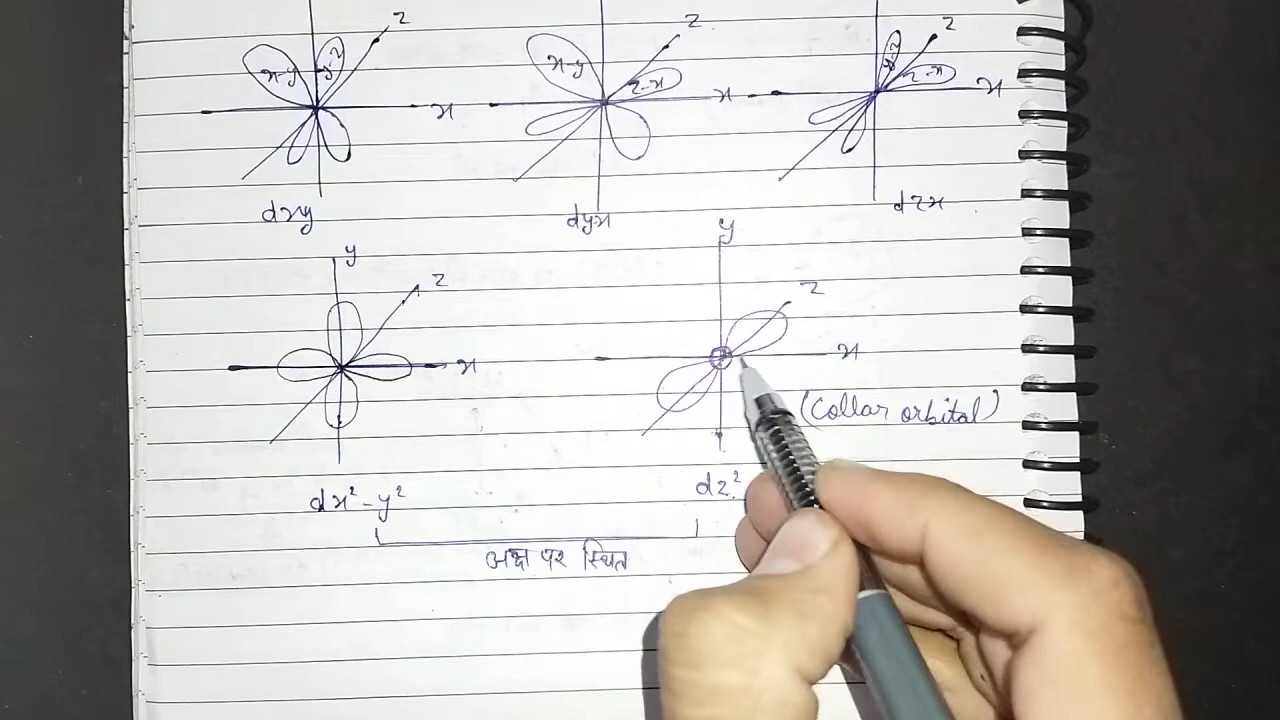 z z z
x-y y-z x-y z-x y-z z-x
x x x
dxy dyx dzx
y y
z z
x x
(Collar orbital)
dx²-y² dz²
अक्ष पर स्थित